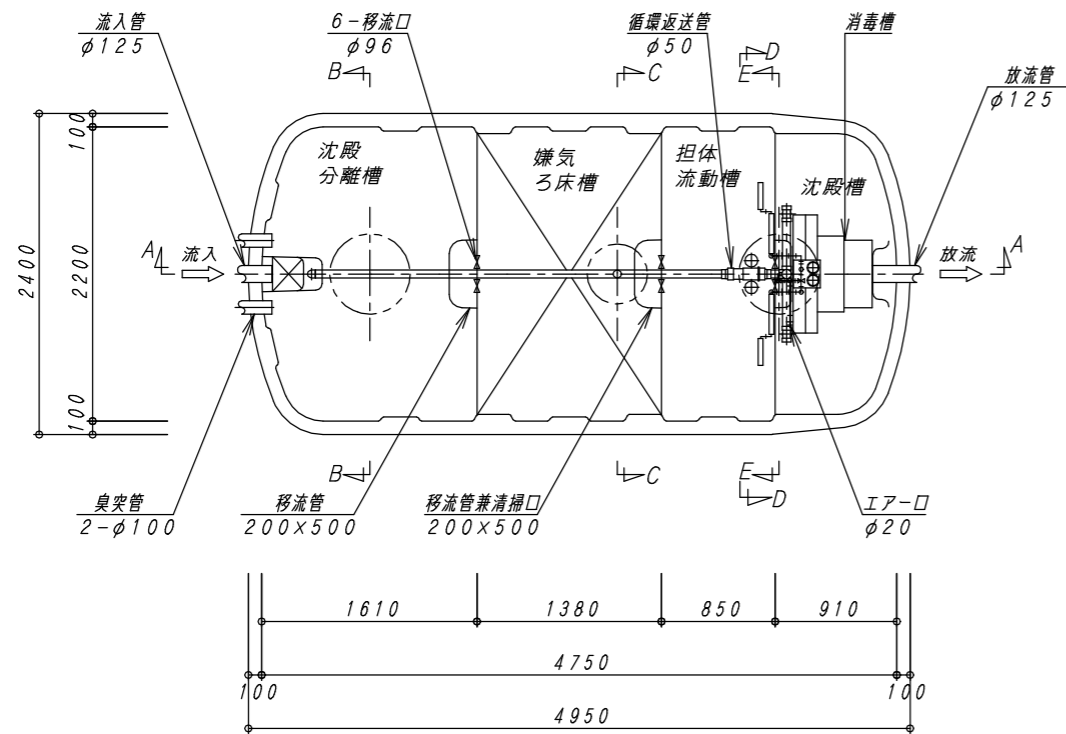 流入管
φ125
6-移流口
φ96
循環返送管
φ50
消毒槽
放流管
φ125
B
C
D
E
沈殿
分離槽
嫌気
ろ床槽
担体
流動槽
沈殿槽
A
流入
放流
A
2400
100
2200
100
B
C
E
D
臭突管
2-φ100
移流管
200×500
移流管兼清掃口
200×500
エアー口
φ20
1610
1380
850
910
4750
100
100
4950